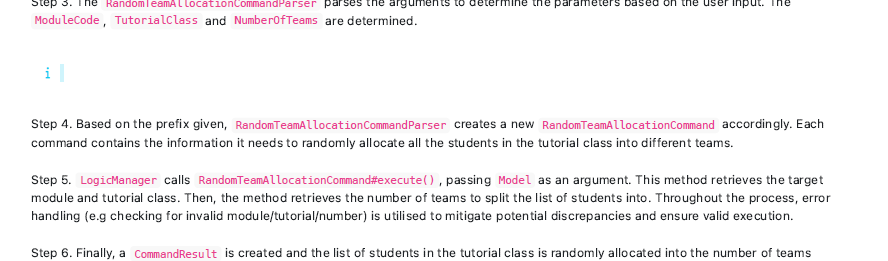 Step 3. The RandomTeamAllocationCommandParser parses the arguments to determine the parameters based on the user input. The
ModuleCode, TutorialClass and NumberOfTeams are determined.
i
Step 4. Based on the prefix given, RandomTeamAllocationCommandParser creates a new RandomTeamAllocationCommand accordingly. Each
command contains the information it needs to randomly allocate all the students in the tutorial class into different teams.
Step 5. LogicManager calls RandomTeamAllocationCommand#execute(), passing Model as an argument. This method retrieves the target
module and tutorial class. Then, the method retrieves the number of teams to split the list of students into. Throughout the process, error
handling (e.g checking for invalid module/tutorial/number) is utilised to mitigate potential discrepancies and ensure valid execution.
Step 6. Finally, a CommandResult is created and the list of students in the tutorial class is randomly allocated into the number of teams